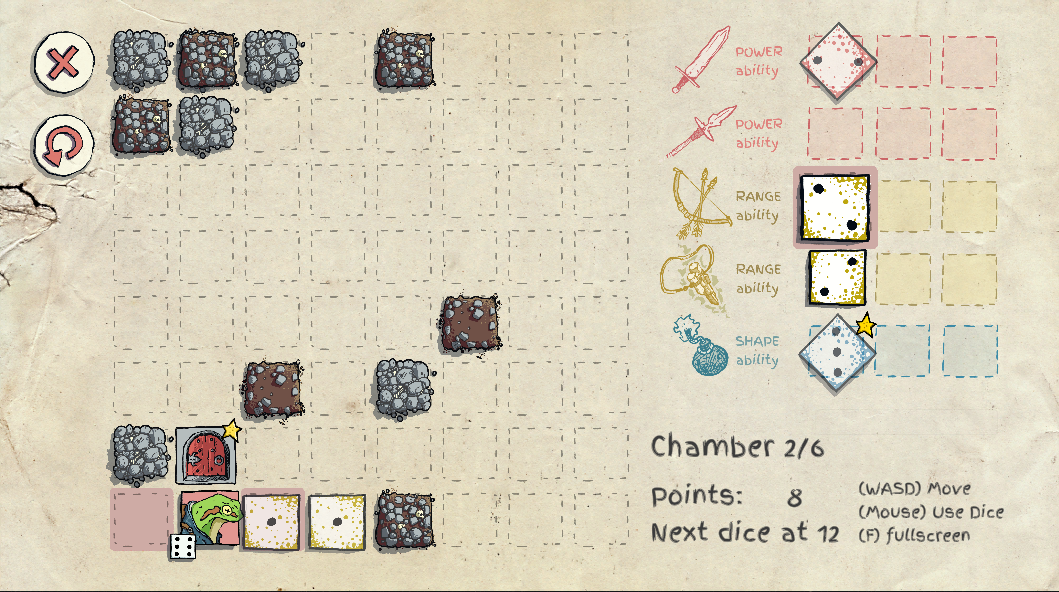 POWER
ability
POWER
ability
RANGE
ability
RANGE
ability
SHAPE
ability
Chamber 2/6
Points: 8
Next dice at 12
(WASD) Move
(Mouse) Use Dice
(F) fullscreen